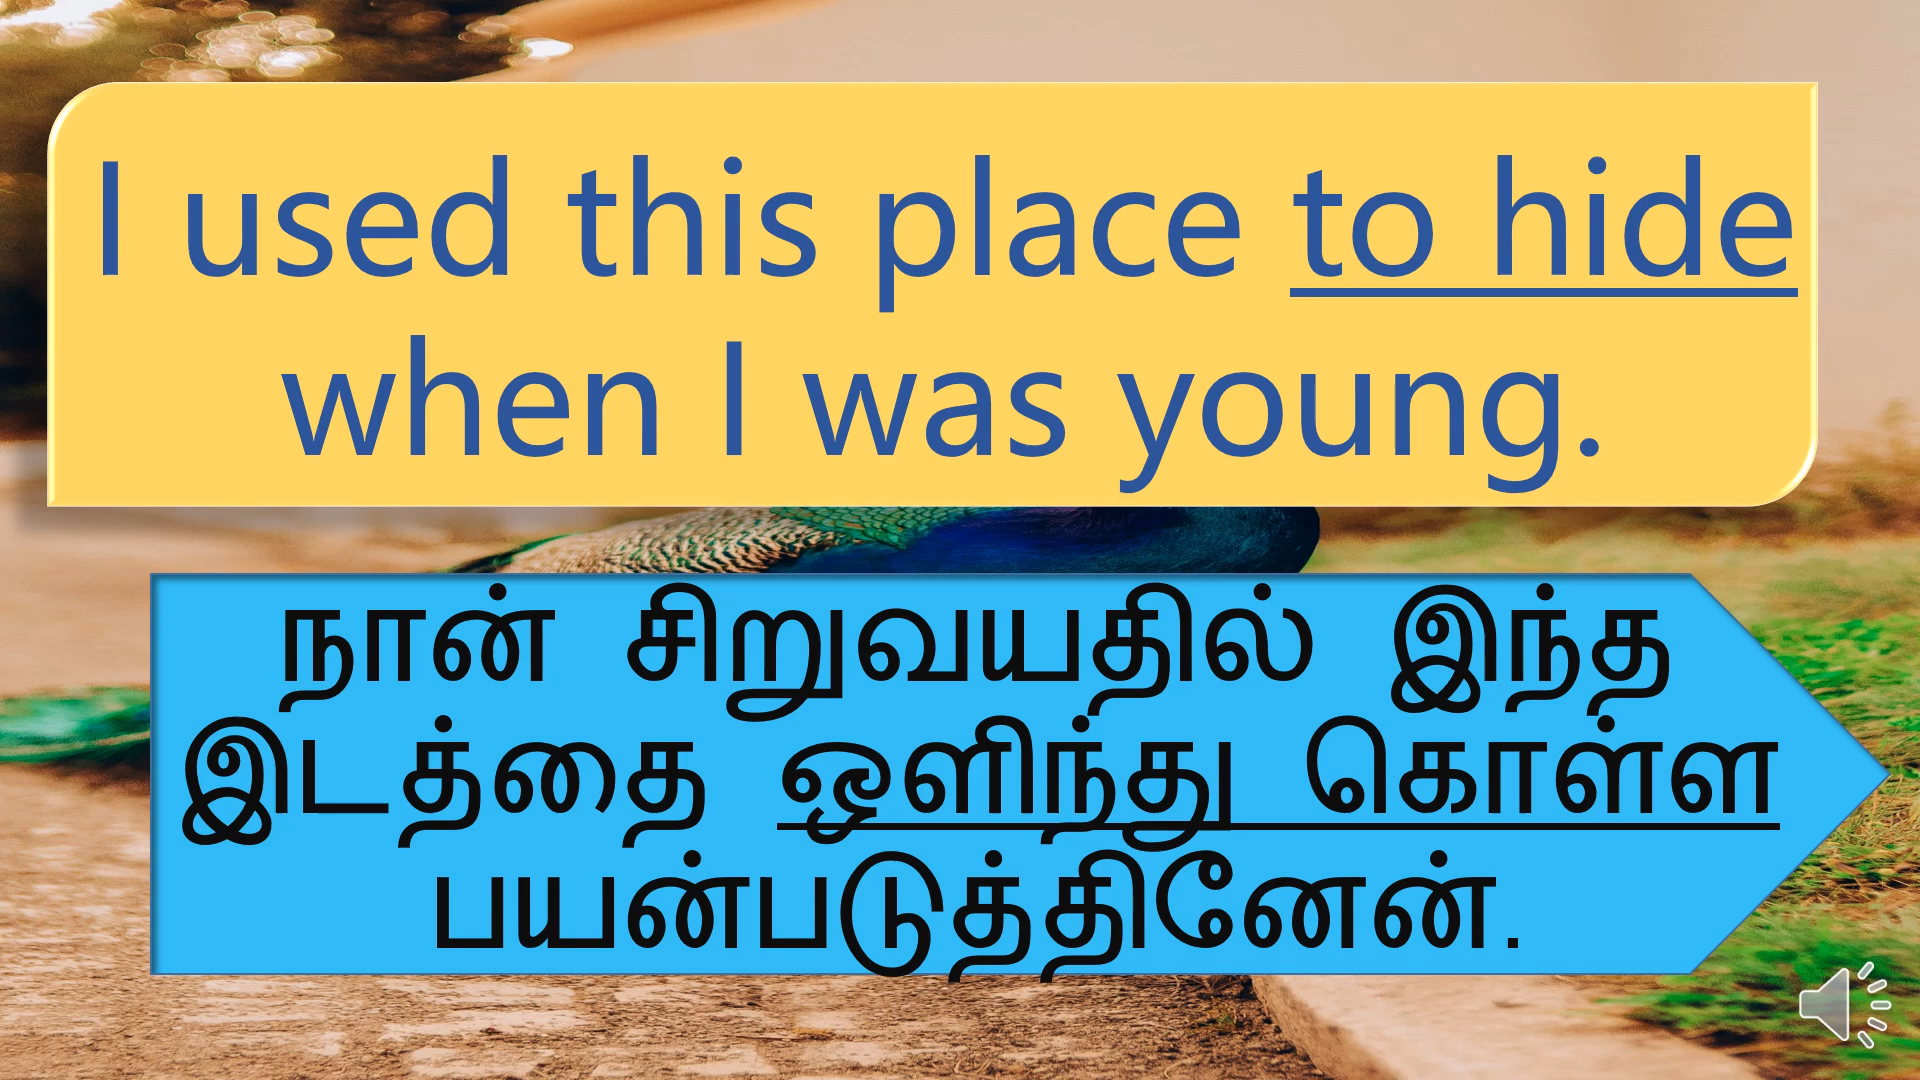 I used this place to hide
when I was young.
நான் சிறுவயதில் இந்த
இடத்தை ஒளிந்து கொள்ள
பயன்படுத்தினேன்.